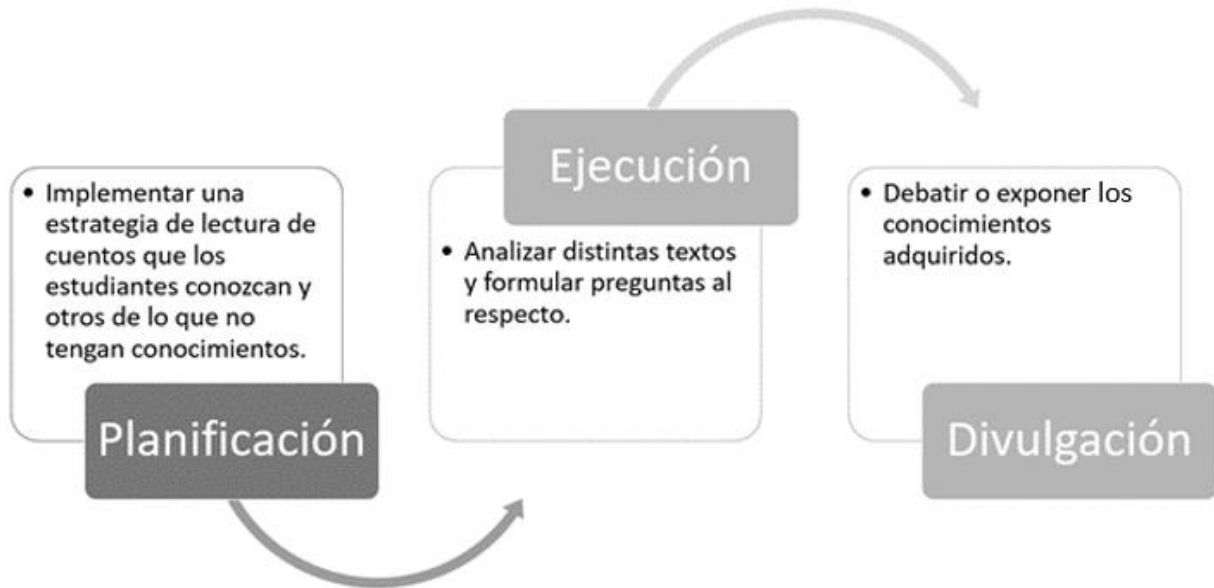 • Implementar una
estrategia de lectura de
cuentos que los
estudiantes conozcan y
otros de lo que no
tengan conocimientos.
Planificación
Ejecución
• Analizar distintas textos
y formular preguntas al
respecto.
• Debatir o exponer los
conocimientos
adquiridos.
Divulgación